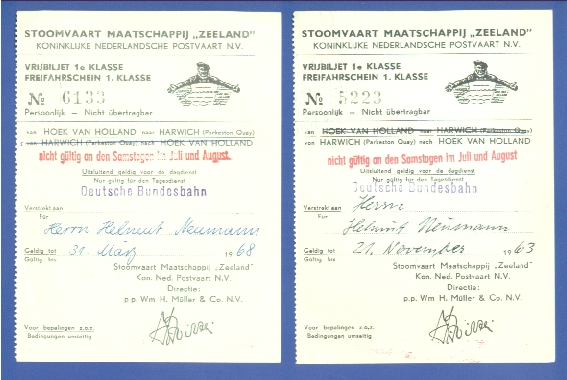 STOOMVAART MAATSCHAPPIJ „ZEELAND"
KONINKLIJKE NEDERLANDSCHE POSTVAART N.V.
VRIJBILJET 1e KLASSE
FREIFAHRSCHEIN 1. KLASSE
№ 6133
Persoonlijk – Nicht übertragbar
van HOEK VAN HOLLAND naar HARWICH (Parkeston Quay)
von HARWICH (Parkeston Quay) nach HOEK VAN HOLLAND
nicht gültig an den Samstagen im Juli und August.
Uitsluitend geldig voor de dagdienst
Nur gültig für den Tagesdienst
Deutsche Bundesbahn
Verstrekt aan
für
Herrn Helmut Neumann
Geldig tot
Gültig bis
31. März 1968
Stoomvaart Maatschappij „Zeeland"
Kon. Ned. Postvaart N.V.
Directie:
p.p. Wm H. Müller & Co. N.V.
Voor bepalingen z.o.z.
Bedingungen umseitig
STOOMVAART MAATSCHAPPIJ „ZEELAND"
KONINKLIJKE NEDERLANDSCHE POSTVAART N.V.
VRIJBILJET 1e KLASSE
FREIFAHRSCHEIN 1. KLASSE
№ 5223
Persoonlijk – Nicht übertragbar
van HOEK VAN HOLLAND naar HARWICH (Parkeston Quay)
von HARWICH (Parkeston Quay) nach HOEK VAN HOLLAND
nicht gültig an den Samstagen im Juli und August
Uitsluitend geldig voor de dagdienst
Nur gültig für den Tagesdienst
Deutsche Bundesbahn
Verstrekt aan
Für
Herrn
Helmut Neumann
Geldig tot
Gültig bis
21. November 1963
Stoomvaart Maatschappij „Zeeland"
Kon. Ned. Postvaart N.V.
Directie:
p.p. Wm H. Müller & Co. N.V.
Voor bepalingen z.o.z.
Bedingungen umseitig